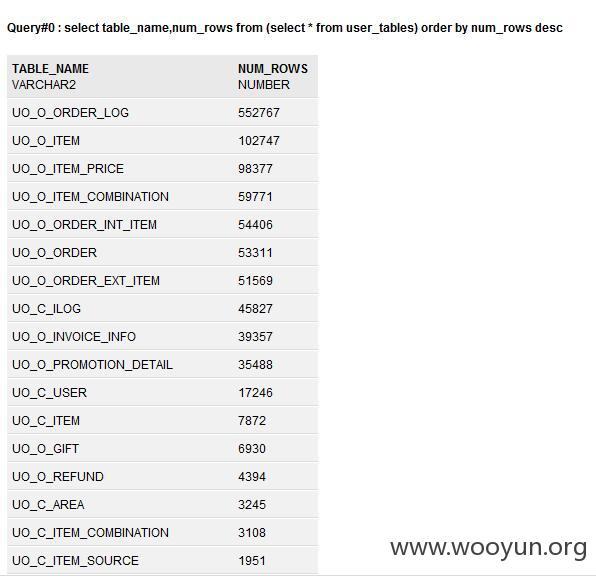 Query#0 : select table_name,num_rows from (select * from user_tables) order by num_rows desc
TABLE_NAME NUM_ROWS
VARCHAR2 NUMBER
UO_O_ORDER_LOG 552767
UO_O_ITEM 102747
UO_O_ITEM_PRICE 98377
UO_O_ITEM_COMBINATION 59771
UO_O_ORDER_INT_ITEM 54406
UO_O_ORDER 53311
UO_O_ORDER_EXT_ITEM 51569
UO_C_ILOG 45827
UO_O_INVOICE_INFO 39357
UO_O_PROMOTION_DETAIL 35488
UO_C_USER 17246
UO_C_ITEM 7872
UO_O_GIFT 6930
UO_O_REFUND 4394
UO_C_AREA 3245
UO_C_ITEM_COMBINATION 3108
UO_C_ITEM_SOURCE 1951
www.wooyun.org